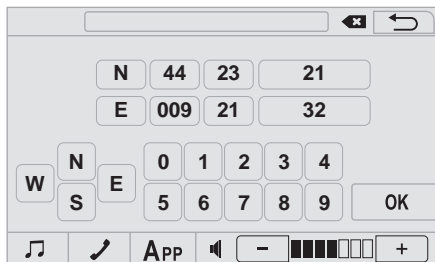 N 44 23 21
E 009 21 32
N 0 1 2 3 4
W E
S 5 6 7 8 9 OK
APP - +